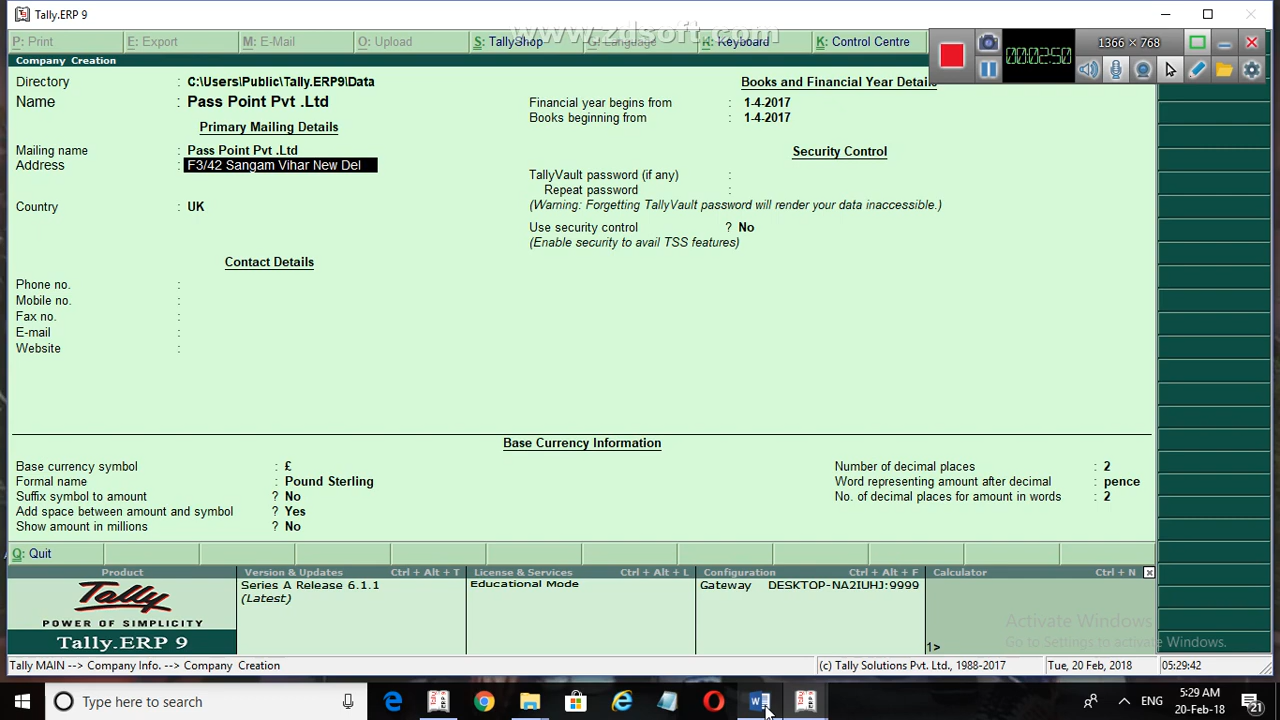 Tally.ERP 9
www.zdsoft.com
P: Print E: Export M: E-Mail O: Upload S: TallyShop G: Language K: Keyboard K: Control Centre
00:02:50 1366 × 768
Company Creation
Directory : C:\Users\Public\Tally.ERP9\Data
Name : Pass Point Pvt .Ltd
Primary Mailing Details
Mailing name : Pass Point Pvt .Ltd
Address : F3/42 Sangam Vihar New Del
Country : UK
Contact Details
Phone no. :
Mobile no. :
Fax no. :
E-mail :
Website :
Books and Financial Year Details
Financial year begins from : 1-4-2017
Books beginning from : 1-4-2017
Security Control
TallyVault password (if any) :
Repeat password :
(Warning: Forgetting TallyVault password will render your data inaccessible.)
Use security control ? No
(Enable security to avail TSS features)
Base Currency Information
Base currency symbol : £
Formal name : Pound Sterling
Suffix symbol to amount ? No
Add space between amount and symbol ? Yes
Show amount in millions ? No
Number of decimal places : 2
Word representing amount after decimal : pence
No. of decimal places for amount in words : 2
Q: Quit
Product
Tally
POWER OF SIMPLICITY
Tally.ERP 9
Version & Updates Ctrl + Alt + T
Series A Release 6.1.1
(Latest)
License & Services Ctrl + Alt + L
Educational Mode
Configuration Ctrl + Alt + F
Gateway DESKTOP-NA2IUHJ:9999
Calculator Ctrl + N
1>
Activate Windows
Go to Settings to activate Windows.
Tally MAIN --> Company Info. --> Company Creation (c) Tally Solutions Pvt. Ltd., 1988-2017 Tue, 20 Feb, 2018 05:29:42
Type here to search
ENG 5:29 AM
20-Feb-18 21